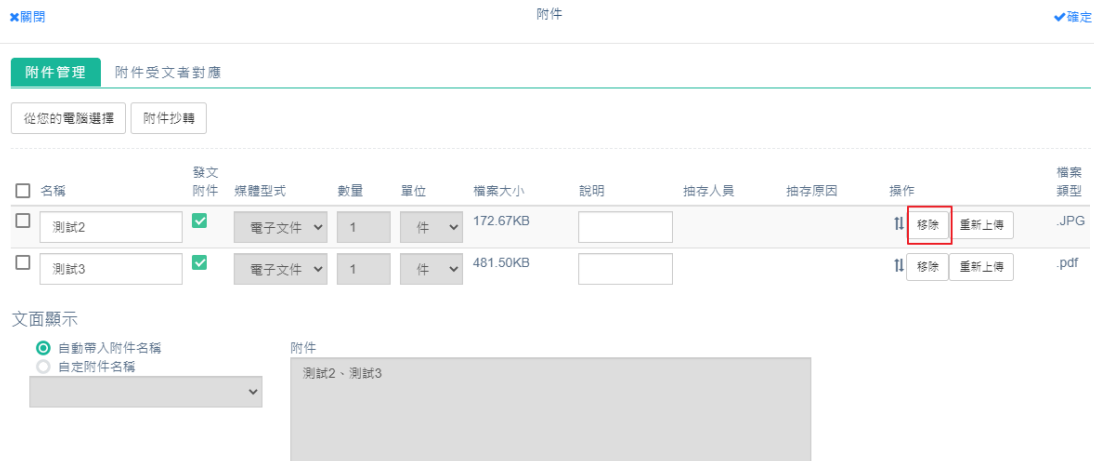 ✖關閉 附件 ✔確定
附件管理 附件受文者對應
從您的電腦選擇 附件抄轉
名稱 發文附件 媒體型式 數量 單位 檔案大小 說明 抽存人員 抽存原因 操作 檔案類型
測試2 電子文件 1 件 172.67KB 移除 重新上傳 .JPG
測試3 電子文件 1 件 481.50KB 移除 重新上傳 .pdf
文面顯示
自動帶入附件名稱 附件
自定附件名稱 測試2、測試3